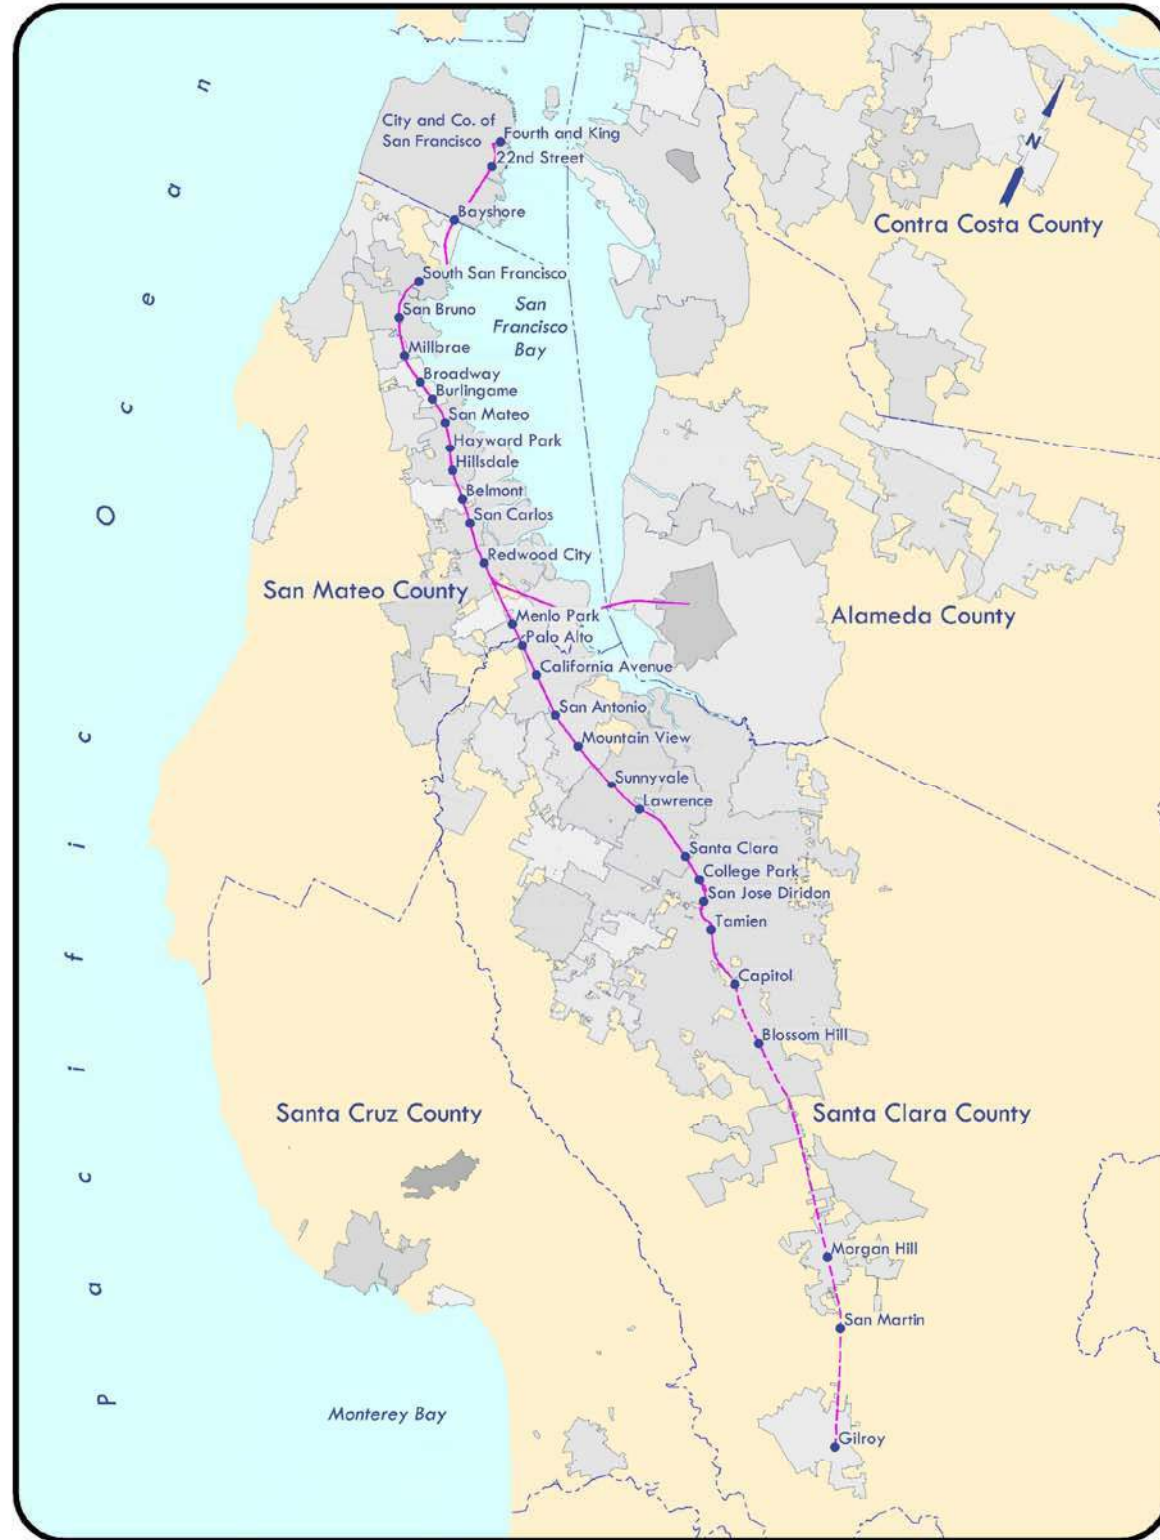 City and Co. of
San Francisco
Fourth and King
22nd Street
N
Contra Costa County
Bayshore
South San Francisco
San
Francisco
Bay
San Bruno
Millbrae
Broadway
Burlingame
San Mateo
Hayward Park
Hillsdale
Belmont
San Carlos
Redwood City
San Mateo County
Menlo Park
Alameda County
Palo Alto
California Avenue
San Antonio
Mountain View
Sunnyvale
Lawrence
Santa Clara
College Park
San Jose Diridon
Tamien
Capitol
Blossom Hill
Santa Cruz County
Santa Clara County
Morgan Hill
San Martin
Monterey Bay
Gilroy
Pacific Ocean